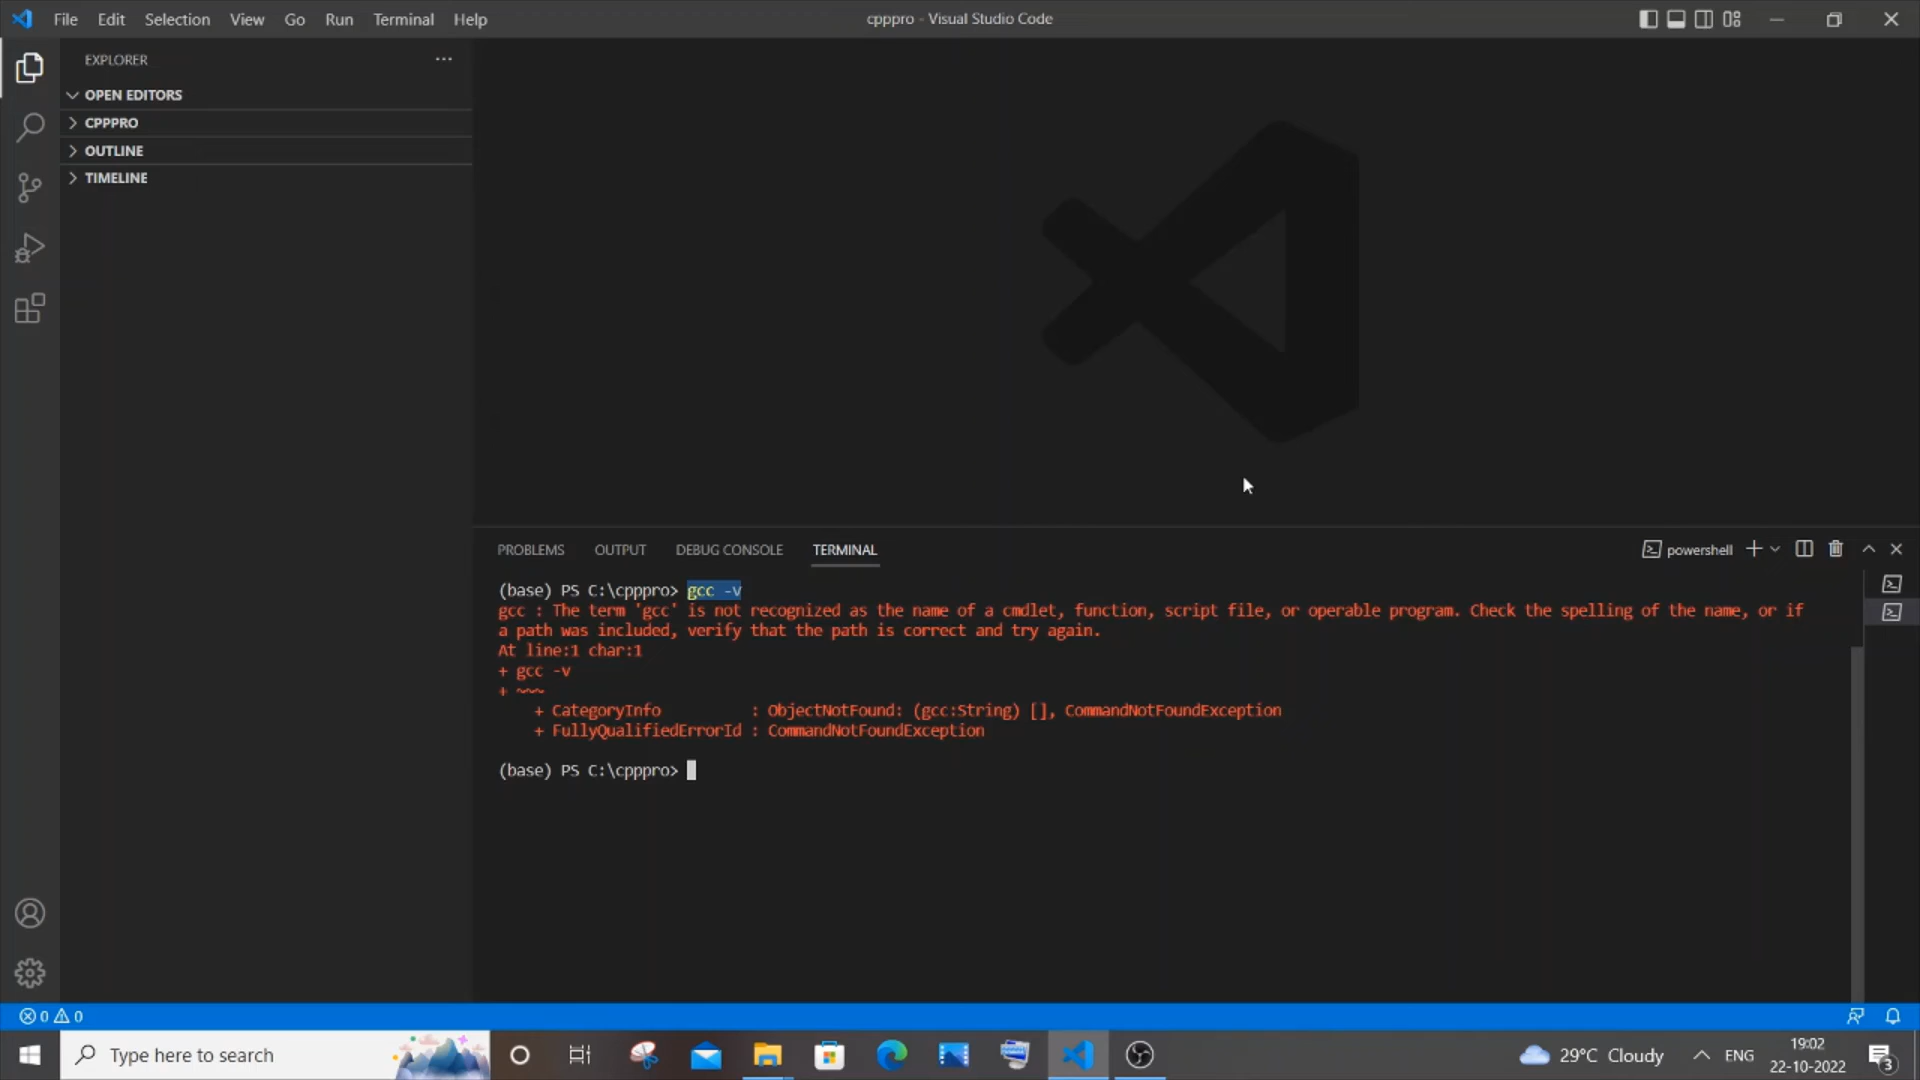 File Edit Selection View Go Run Terminal Help
cpppro - Visual Studio Code
EXPLORER
OPEN EDITORS
CPPPRO
OUTLINE
TIMELINE
PROBLEMS OUTPUT DEBUG CONSOLE TERMINAL
powershell
(base) PS C:\cpppro> gcc -v
gcc : The term 'gcc' is not recognized as the name of a cmdlet, function, script file, or operable program. Check the spelling of the name, or if
a path was included, verify that the path is correct and try again.
At line:1 char:1
+ gcc -v
+ ~~~
+ CategoryInfo : ObjectNotFound: (gcc:String) [], CommandNotFoundException
+ FullyQualifiedErrorId : CommandNotFoundException
(base) PS C:\cpppro>
0 0
Type here to search
29°C Cloudy
ENG
19:02
22-10-2022
3